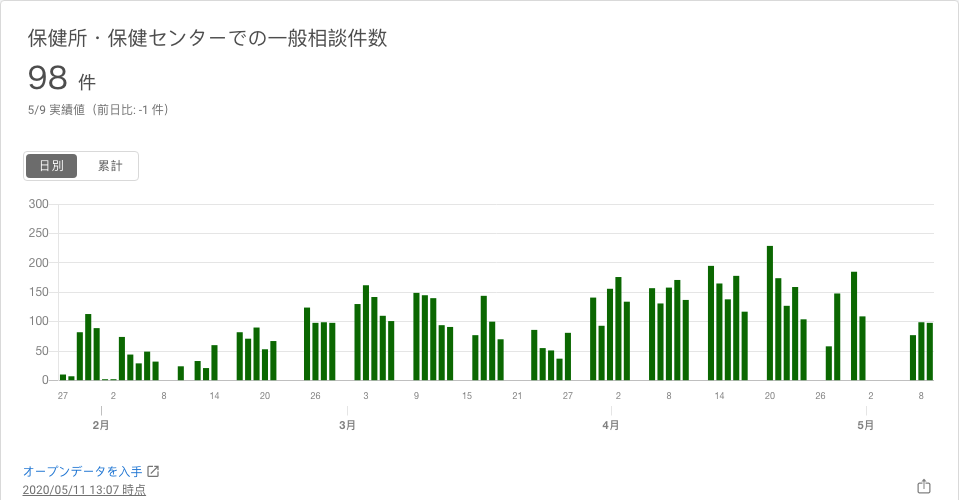 保健所・保健センターでの一般相談件数
98 件
5/9 実績値（前日比: -1 件）
日別 累計
300
250
200
150
100
50
0
27 2 8 14 20 26 3 9 15 21 27 2 8 14 20 26 2 8
2月 3月 4月 5月
オープンデータを入手
2020/05/11 13:07 時点